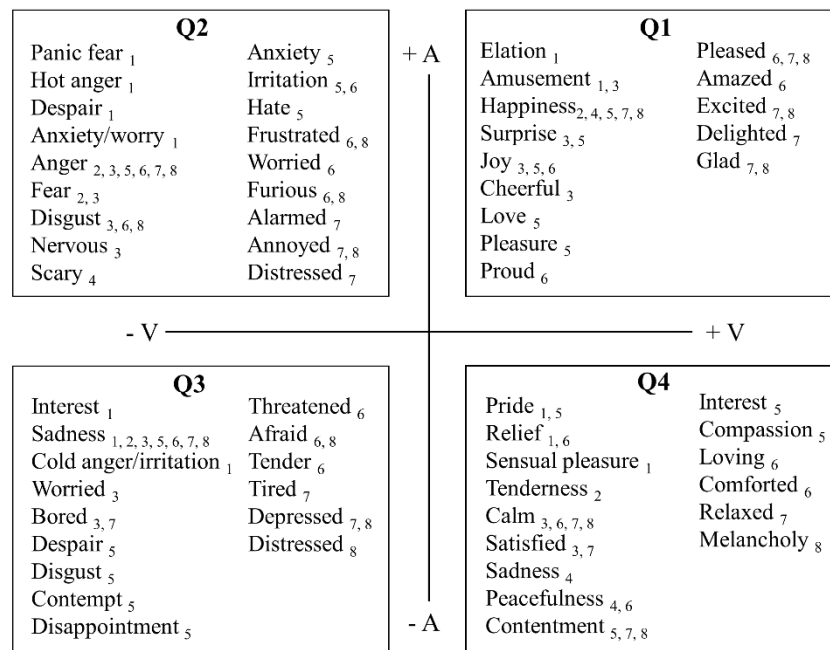 Q2
Panic fear 1
Hot anger 1
Despair 1
Anxiety/worry 1
Anger 2, 3, 5, 6, 7, 8
Fear 2, 3
Disgust 3, 6, 8
Nervous 3
Scary 4
Anxiety 5
Irritation 5, 6
Hate 5
Frustrated 6, 8
Worried 6
Furious 6, 8
Alarmed 7
Annoyed 7, 8
Distressed 7
+ A
Q1
Elation 1
Amusement 1, 3
Happiness 2, 4, 5, 7, 8
Surprise 3, 5
Joy 3, 5, 6
Cheerful 3
Love 5
Pleasure 5
Proud 6
Pleased 6, 7, 8
Amazed 6
Excited 7, 8
Delighted 7
Glad 7, 8
- V
+ V
Q3
Interest 1
Sadness 1, 2, 3, 5, 6, 7, 8
Cold anger/irritation 1
Worried 3
Bored 3, 7
Despair 5
Disgust 5
Contempt 5
Disappointment 5
Threatened 6
Afraid 6, 8
Tender 6
Tired 7
Depressed 7, 8
Distressed 8
- A
Q4
Pride 1, 5
Relief 1, 6
Sensual pleasure 1
Tenderness 2
Calm 3, 6, 7, 8
Satisfied 3, 7
Sadness 4
Peacefulness 4, 6
Contentment 5, 7, 8
Interest 5
Compassion 5
Loving 6
Comforted 6
Relaxed 7
Melancholy 8